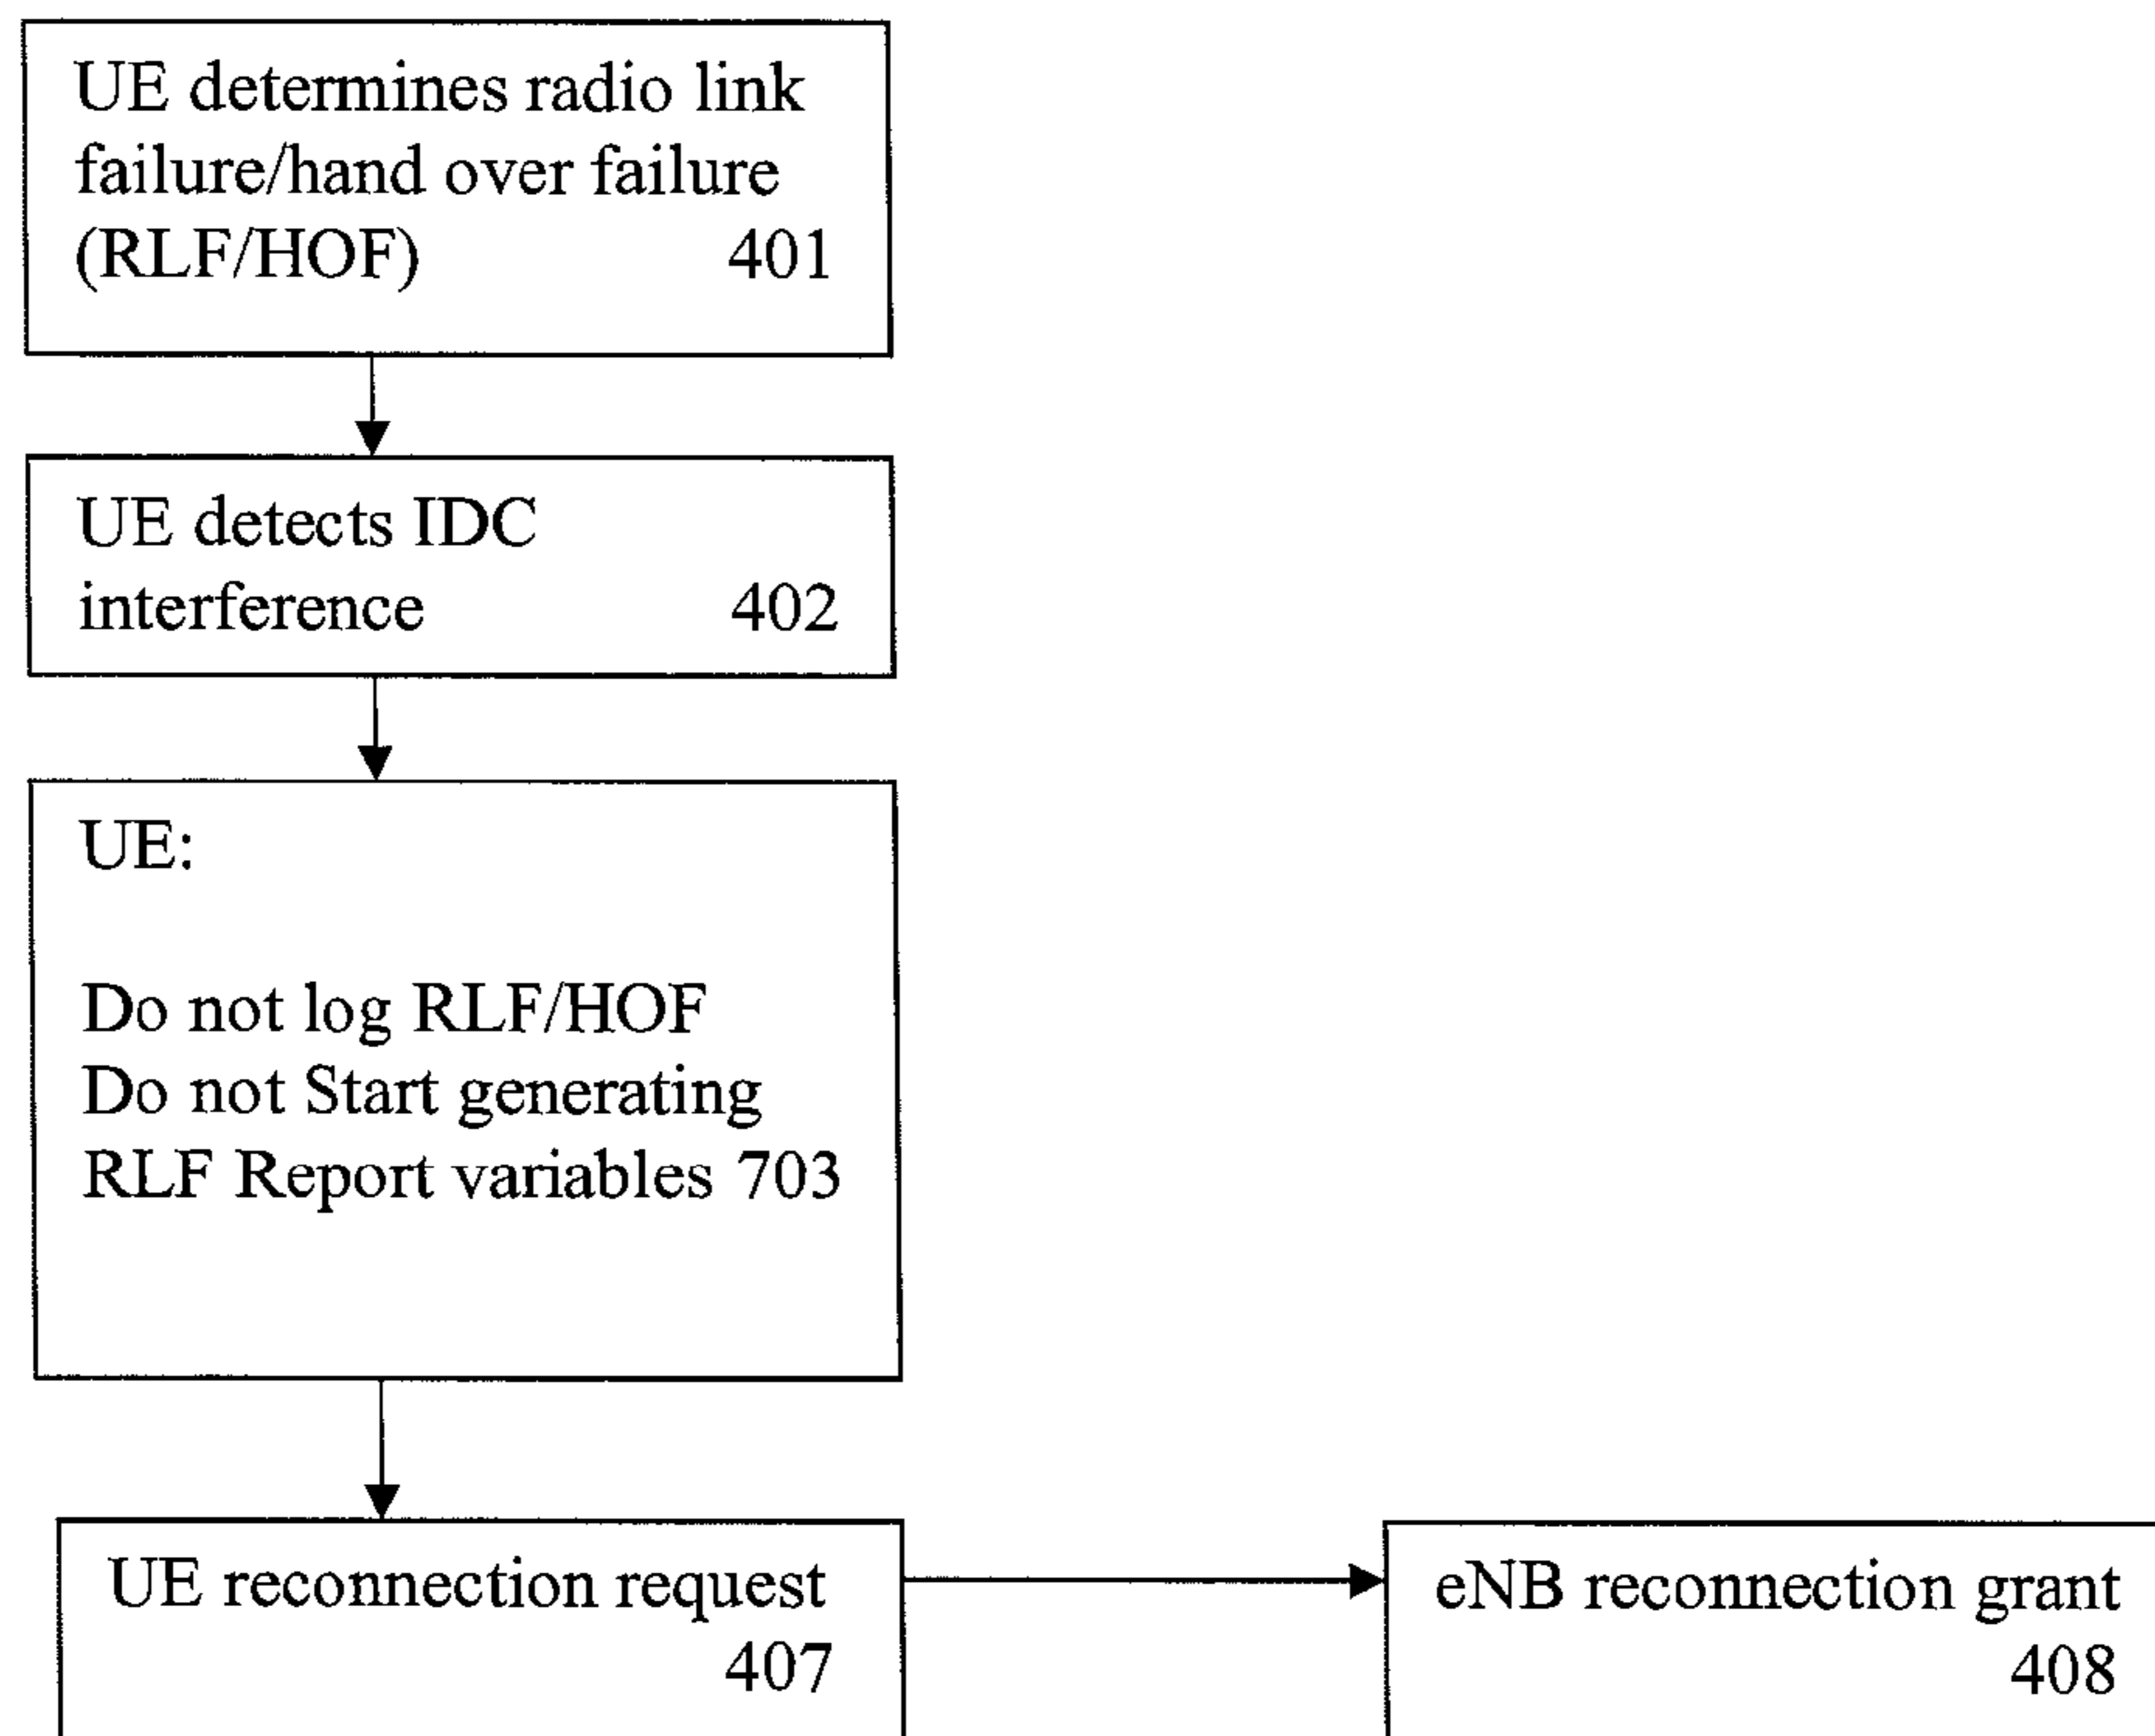 UE determines radio link
failure/hand over failure
(RLF/HOF) 401
UE detects IDC
interference 402
UE:
Do not log RLF/HOF
Do not Start generating
RLF Report variables 703
UE reconnection request
407
eNB reconnection grant
408